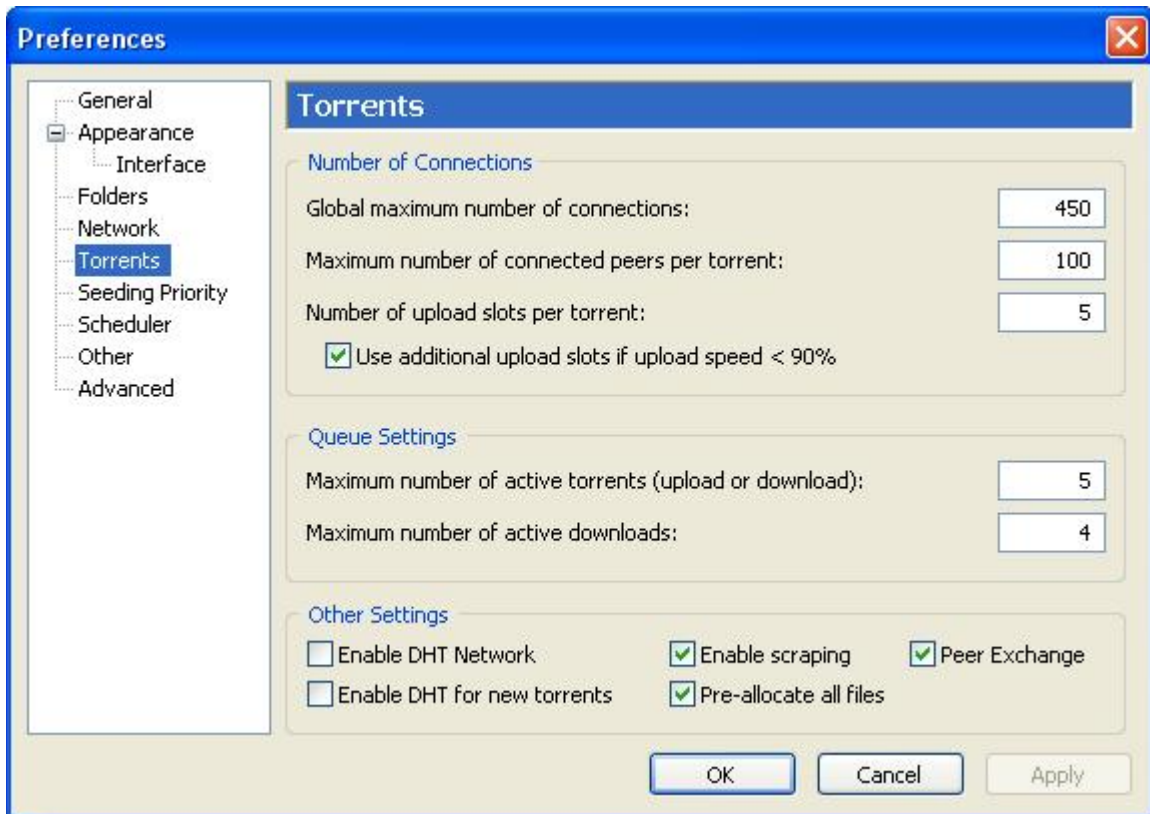 Preferences
General
Appearance
Interface
Folders
Network
Torrents
Seeding Priority
Scheduler
Other
Advanced
Torrents
Number of Connections
Global maximum number of connections: 450
Maximum number of connected peers per torrent: 100
Number of upload slots per torrent: 5
Use additional upload slots if upload speed < 90%
Queue Settings
Maximum number of active torrents (upload or download): 5
Maximum number of active downloads: 4
Other Settings
Enable DHT Network Enable scraping Peer Exchange
Enable DHT for new torrents Pre-allocate all files
OK Cancel Apply